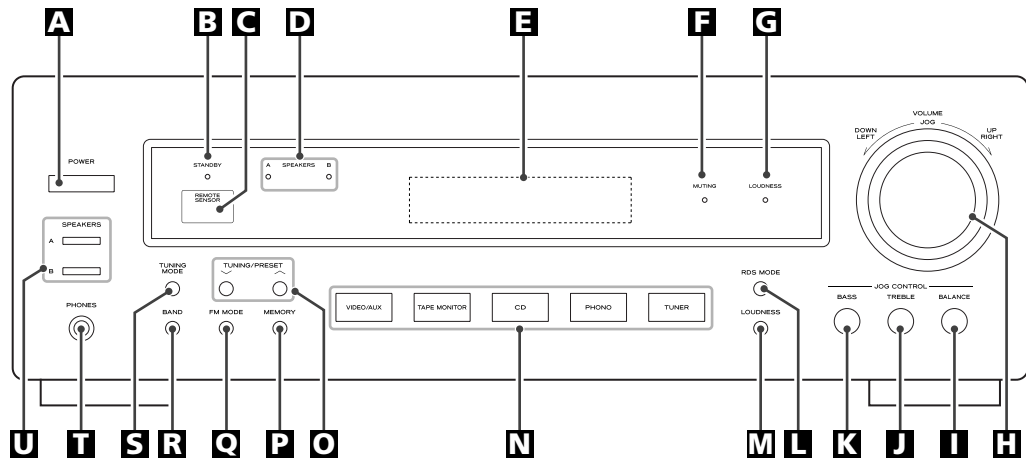 A B C D E F G
VOLUME
JOG
DOWN
LEFT
UP
RIGHT
POWER
STANDBY
A SPEAKERS B
REMOTE
SENSOR
MUTING
LOUDNESS
SPEAKERS
A
B
TUNING
MODE
TUNING/PRESET
RDS MODE
JOG CONTROL
BASS TREBLE BALANCE
PHONES
BAND
FM MODE
MEMORY
VIDEO/AUX
TAPE MONITOR
CD
PHONO
TUNER
LOUDNESS
U T S R Q P O N M L K J I H